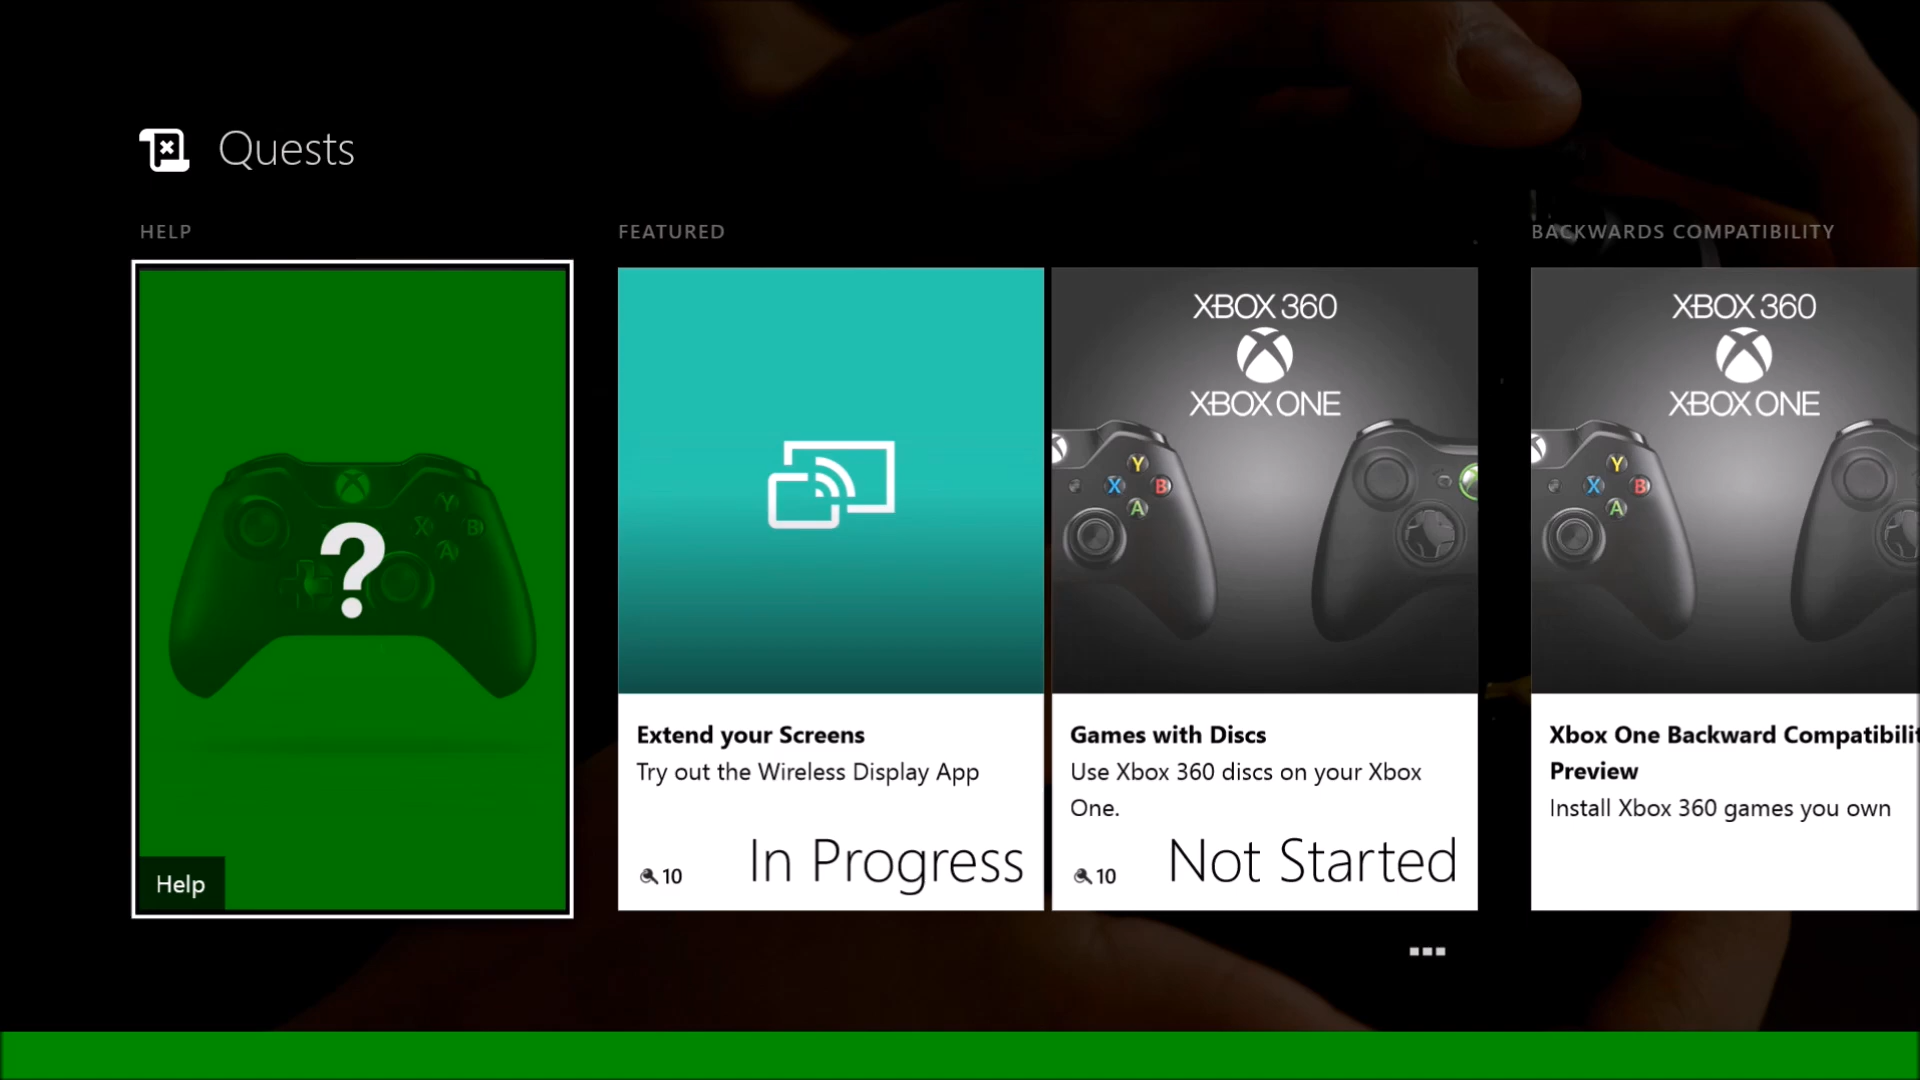 Quests
HELP
?
Help
FEATURED
Extend your Screens
Try out the Wireless Display App
10
In Progress
XBOX 360
XBOX ONE
Y
X
B
A
Games with Discs
Use Xbox 360 discs on your Xbox
One.
10
Not Started
BACKWARDS COMPATIBILITY
XBOX 360
XBOX ONE
Y
X
B
A
Xbox One Backward Compatibilit
Preview
Install Xbox 360 games you own